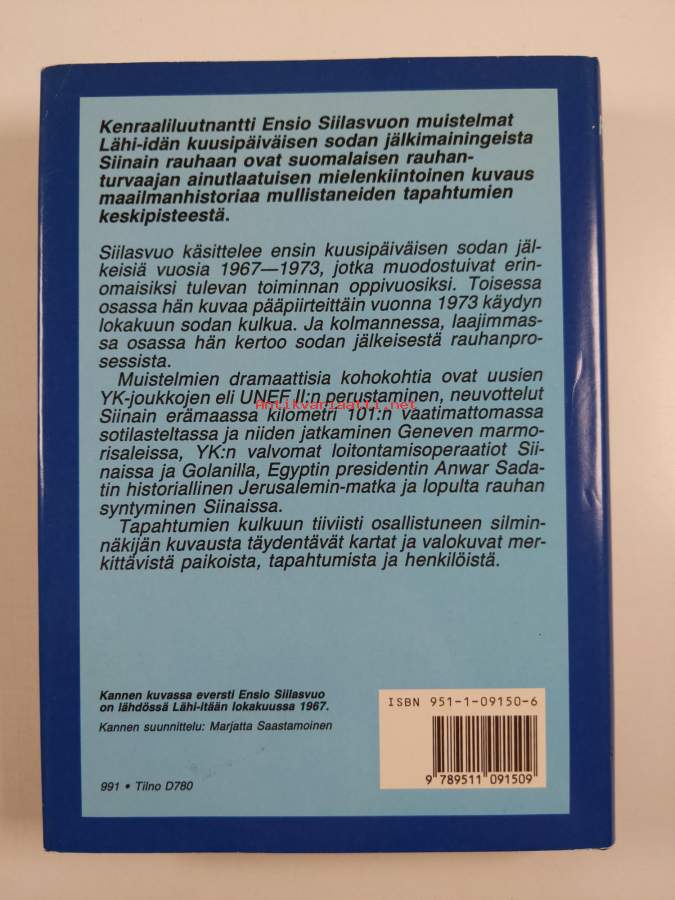 Kenraaliluutnantti Ensio Siilasvuon muistelmat
Lähi-idän kuusipäiväisen sodan jälkimainingeista
Siinain rauhaan ovat suomalaisen rauhan-
turvaajan ainutlaatuisen mielenkiintoinen kuvaus
maailmanhistoriaa mullistaneiden tapahtumien
keskipisteestä.
Siilasvuo käsittelee ensin kuusipäiväisen sodan jäl-
keisiä vuosia 1967—1973, jotka muodostuivat erin-
omaisiksi tulevan toiminnan oppivuosiksi. Toisessa
osassa hän kuvaa pääpiirteittäin vuonna 1973 käydyn
lokakuun sodan kulkua. Ja kolmannessa, laajimmas-
sa osassa hän kertoo sodan jälkeisestä rauhanpro-
sessista.
Muistelmien dramaattisia kohokohtia ovat uusien
YK-joukkojen eli UNEF II:n perustaminen, neuvottelut
Antikvariaatti.net
Siinain erämaassa kilometri 101:n vaatimattomassa
sotilasteltassa ja niiden jatkaminen Geneven marmo-
risaleissa, YK:n valvomat loitontamisoperaatiot Sii-
naissa ja Golanilla, Egyptin presidentin Anwar Sada-
tin historiallinen Jerusalemin-matka ja lopulta rauhan
syntyminen Siinaissa.
Tapahtumien kulkuun tiiviisti osallistuneen silmin-
näkijän kuvausta täydentävät kartat ja valokuvat mer-
kittävistä paikoista, tapahtumista ja henkilöistä.
Kannen kuvassa eversti Ensio Siilasvuo
on lähdössä Lähi-itään lokakuussa 1967.
Kannen suunnittelu: Marjatta Saastamoinen
991 • Tilno D780
ISBN 951-1-09150-6
9 789511 091509